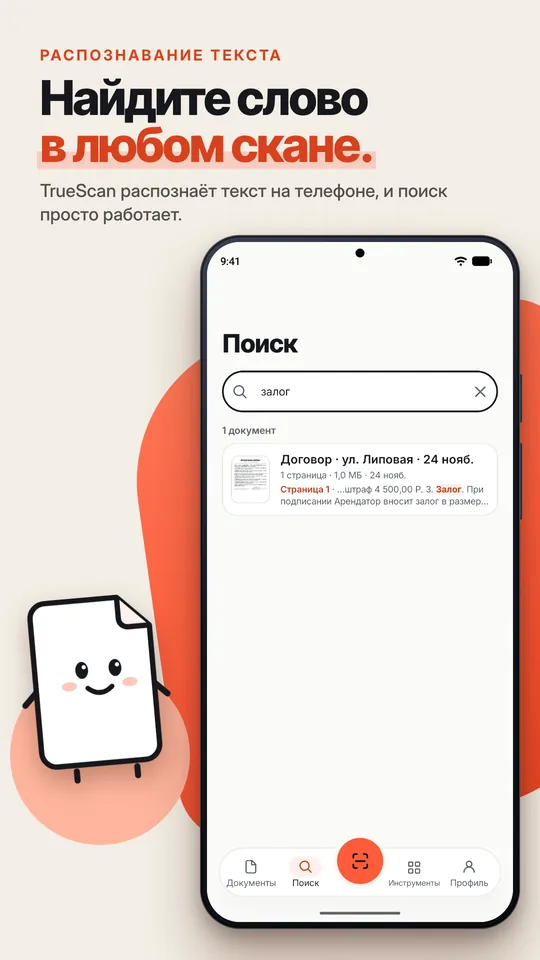 РАСПОЗНАВАНИЕ ТЕКСТА
Найдите слово
в любом скане.
TrueScan распознаёт текст на телефоне, и поиск
просто работает.
9:41
Поиск
залог
1 документ
Договор · ул. Липовая · 24 нояб.
1 страница · 1,0 МБ · 24 нояб.
Страница 1 · ...штраф 4 500,00 Р. 3. Залог. При
подписании Арендатор вносит залог в размер...
Документы
Поиск
Инструменты
Профиль